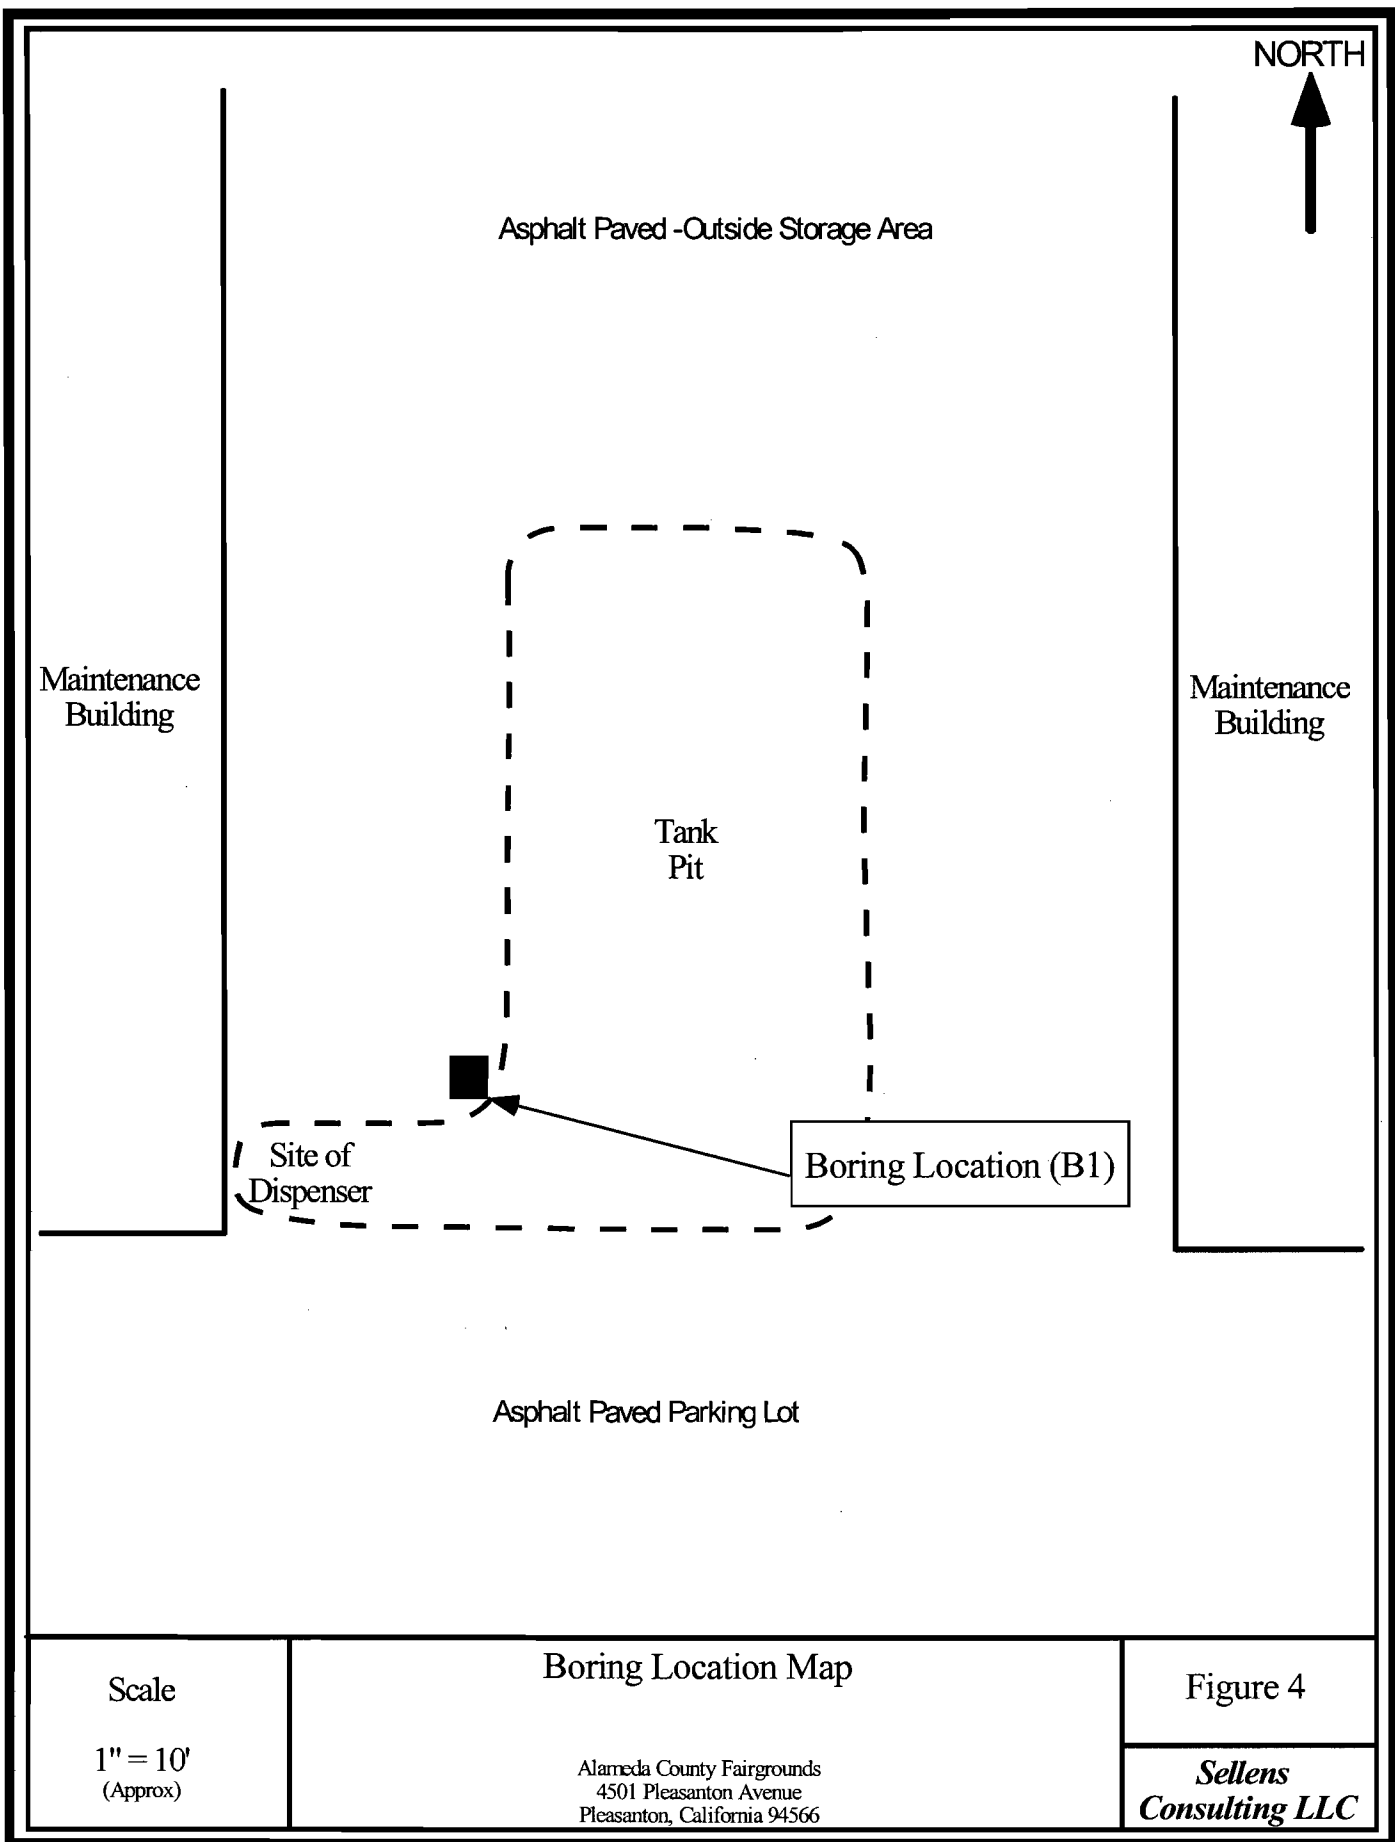 NORTH
Asphalt Paved -Outside Storage Area
Maintenance
Building
Maintenance
Building
Tank
Pit
Site of
Dispenser
Boring Location (B1)
Asphalt Paved Parking Lot
Scale
1" = 10'
(Approx)
Boring Location Map
Alameda County Fairgrounds
4501 Pleasanton Avenue
Pleasanton, California 94566
Figure 4
Sellens
Consulting LLC